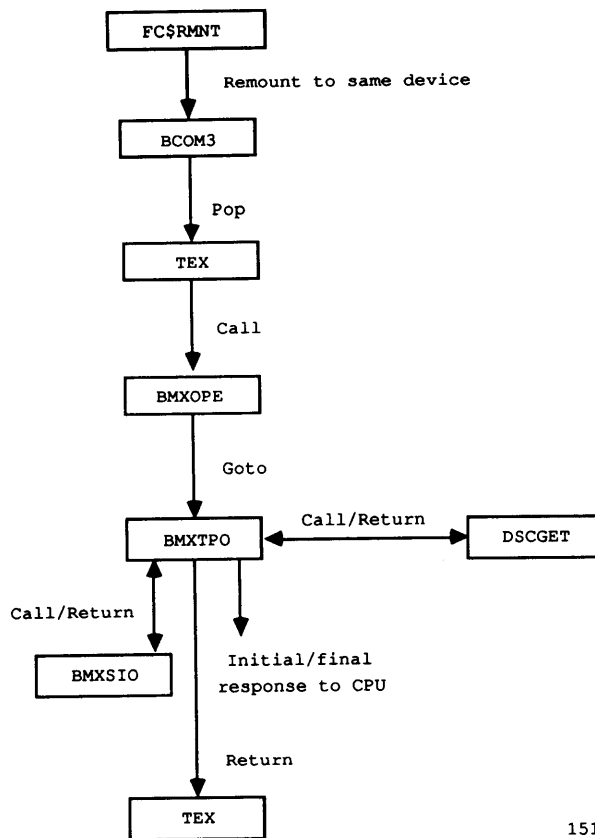 FC$RMNT
Remount to same device
BCOM3
Pop
TEX
Call
BMXOPE
Goto
BMXTPO
Call/Return
DSCGET
Call/Return
BMXSIO
Initial/final
response to CPU
Return
TEX
151